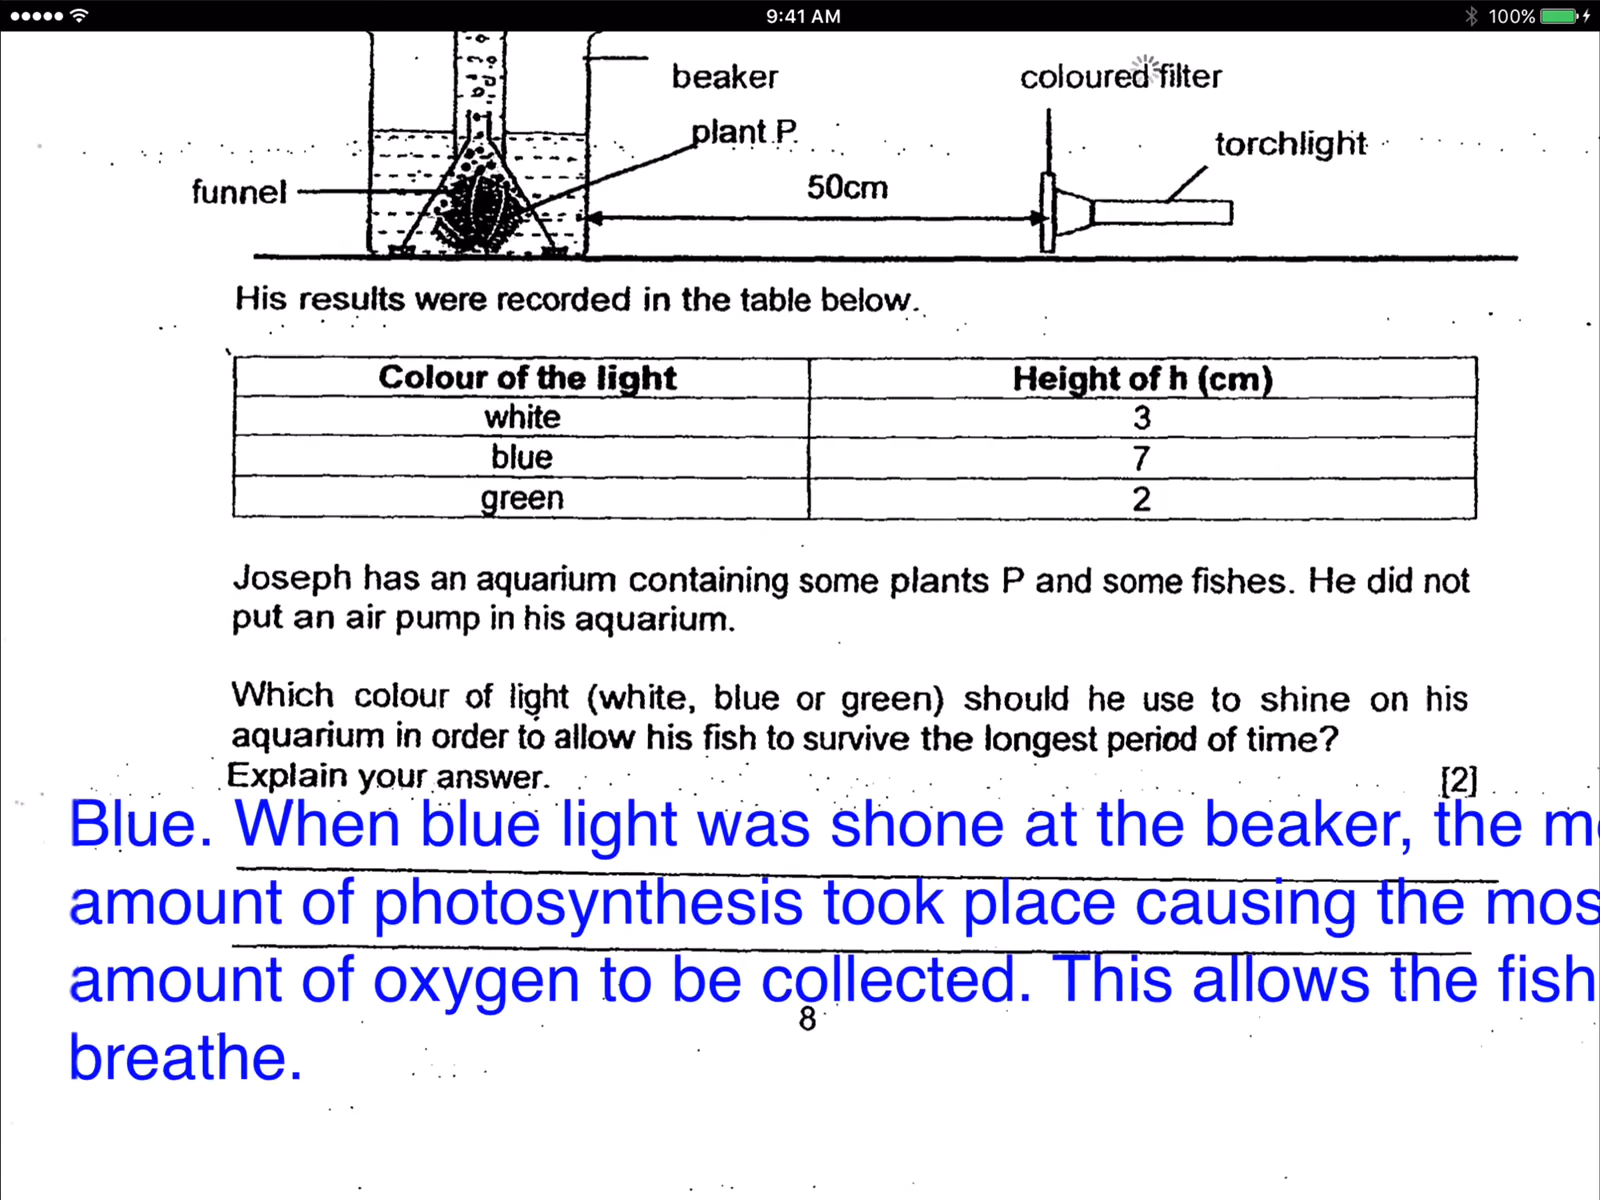 9:41 AM
100%
beaker
coloured filter
plant P
torchlight
funnel
50cm
His results were recorded in the table below.
Colour of the light Height of h (cm)
white 3
blue 7
green 2
Joseph has an aquarium containing some plants P and some fishes. He did not
put an air pump in his aquarium.
Which colour of light (white, blue or green) should he use to shine on his
aquarium in order to allow his fish to survive the longest period of time?
Explain your answer. [2]
Blue. When blue light was shone at the beaker, the
amount of photosynthesis took place causing the mos
amount of oxygen to be collected. This allows the fish
8
breathe.